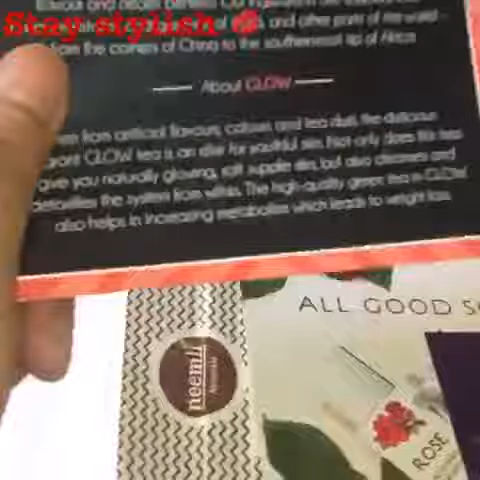 Stay stylish
and other parts of the world -
from the corners of China to the southernmost tip of Africa
About GLOW
from artificial flavours, colours and tea dust, the delicious
GLOW tea is an elixir for youthful skin. Not only does this tea
give you naturally glowing, soft supple skin, but also cleanses and
detoxifies the system from within. The high-quality green tea in GLOW
also helps in increasing metabolism which leads to weight loss
ALL GOOD
neemli
ROSE